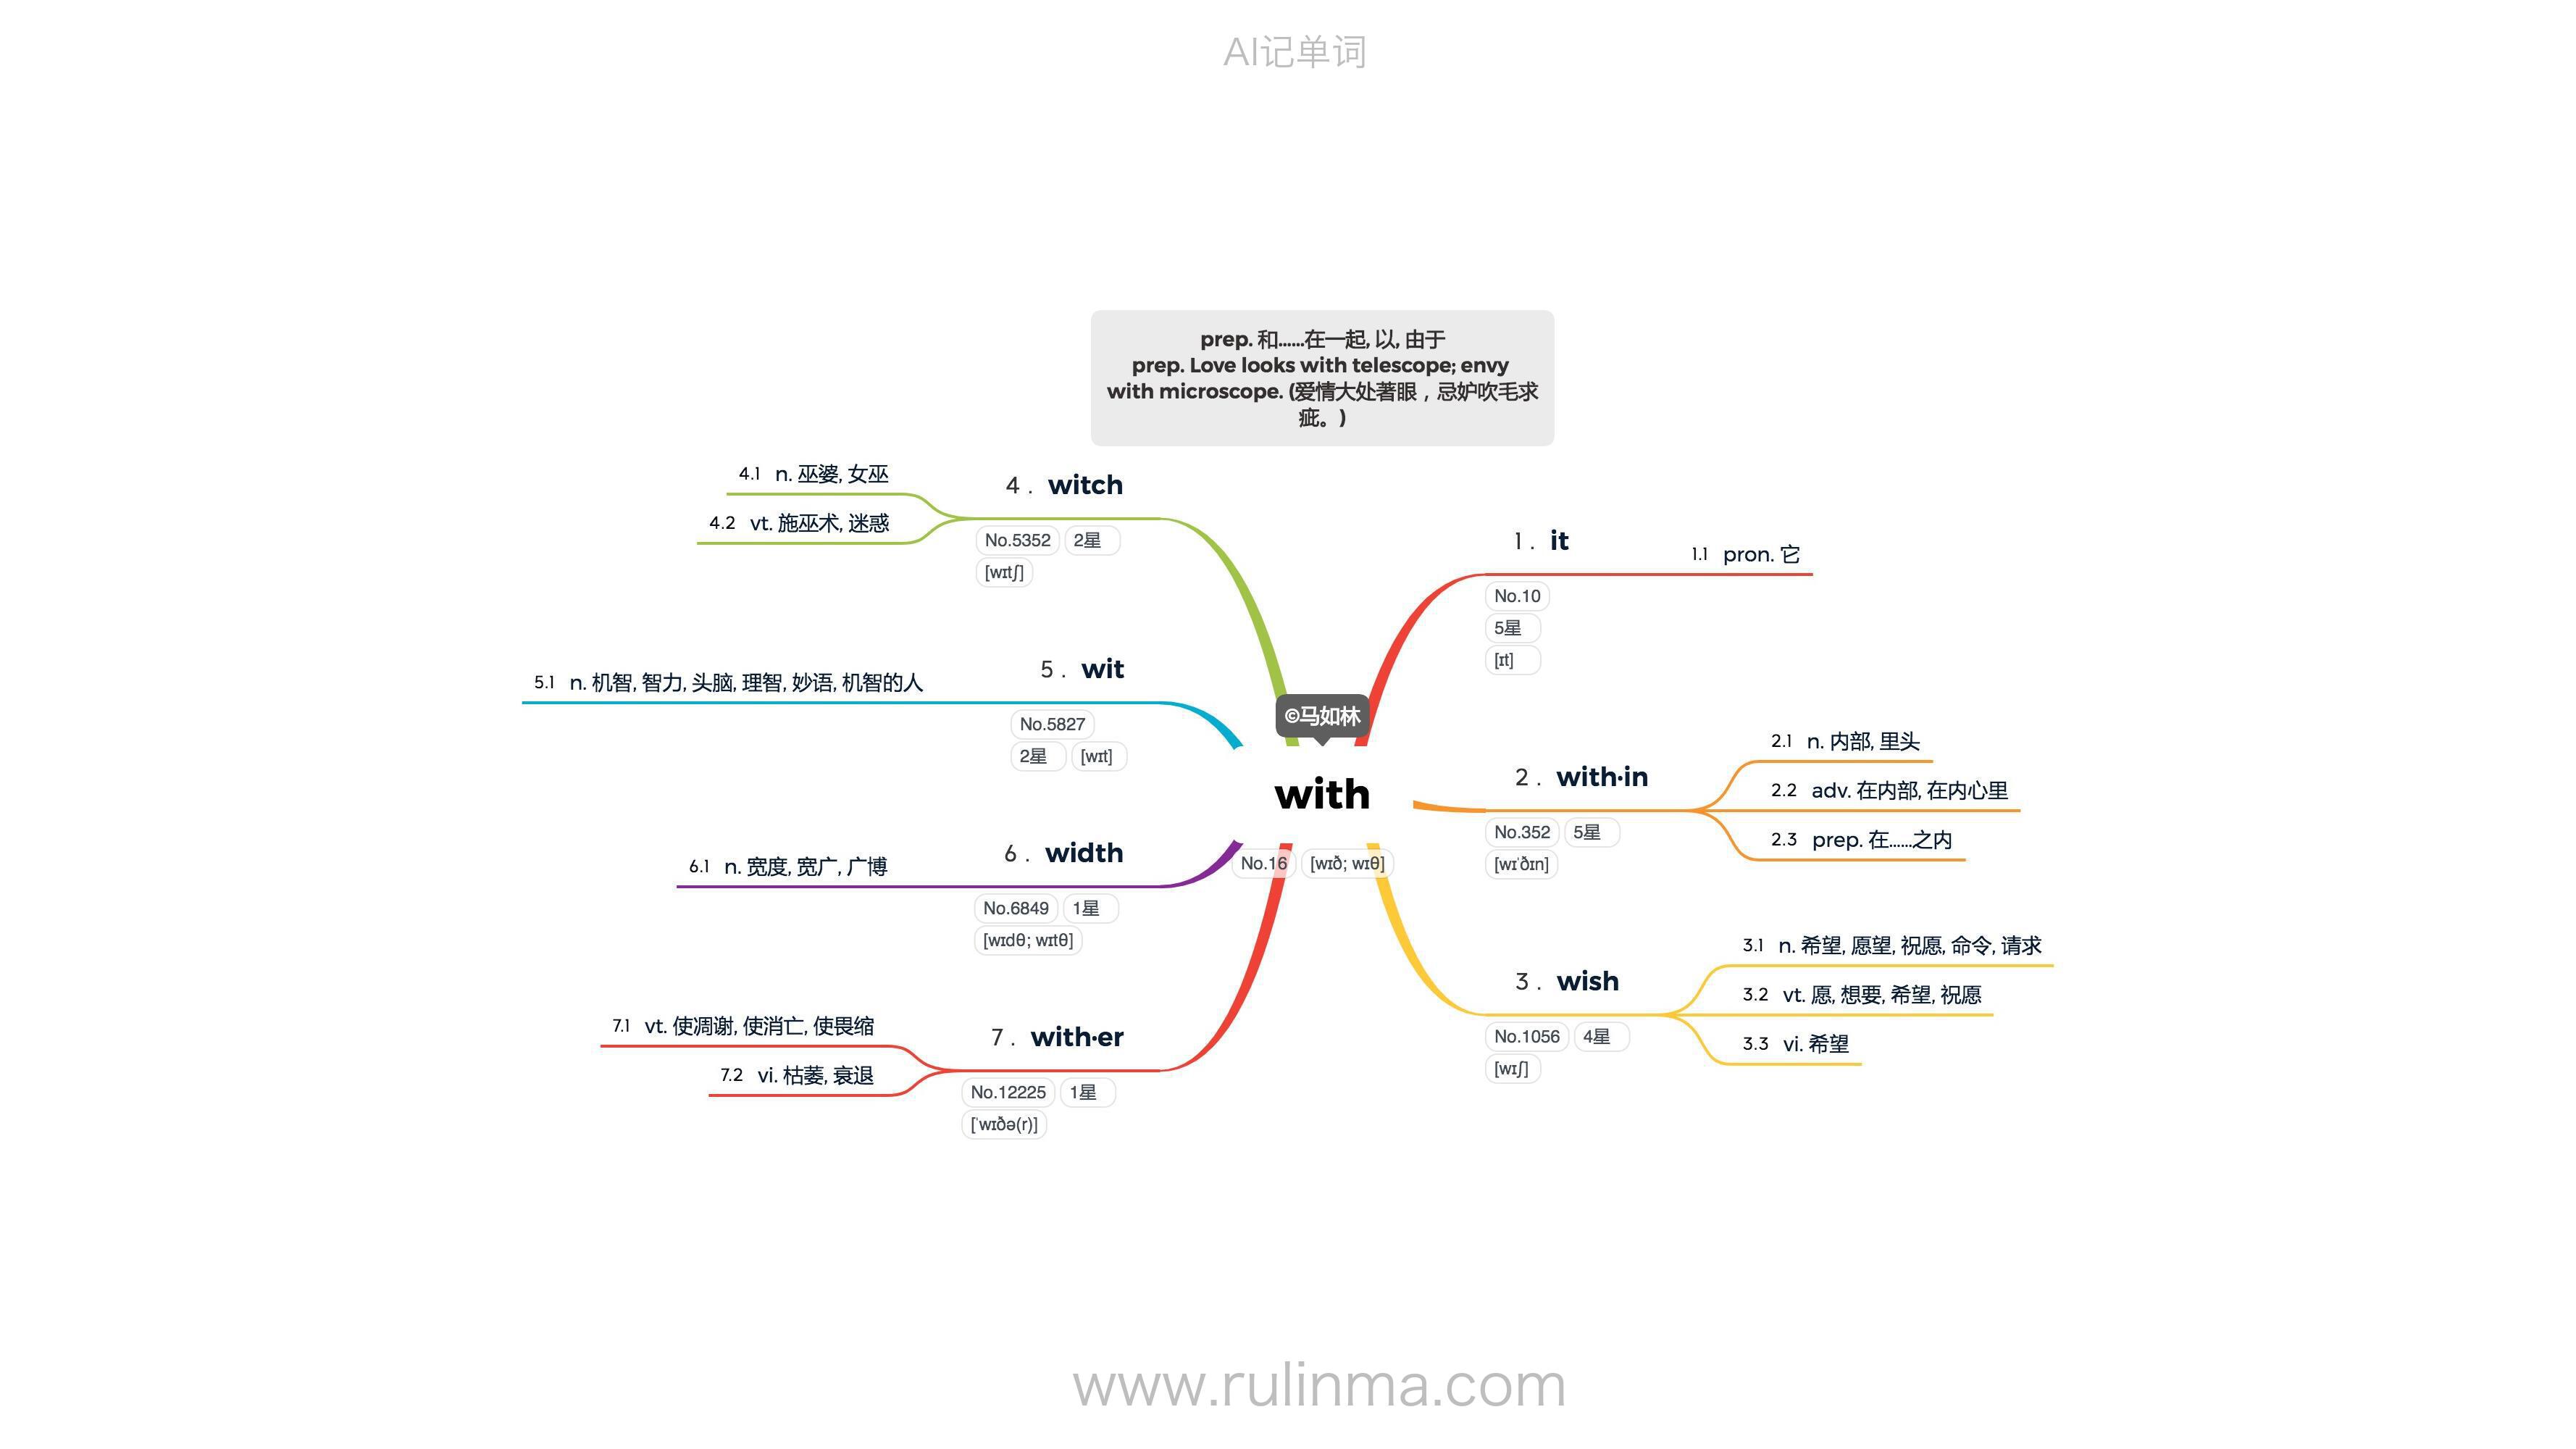 AI记单词
prep. 和……在一起, 以, 由于
prep. Love looks with telescope; envy
with microscope. (爱情大处著眼，忌妒吹毛求
疵。)
©马如林
with
No.16 [wɪð; wɪθ]
1. it
No.10
5星
[ɪt]
1.1 pron. 它
2. with·in
No.352 5星
[wɪˈðɪn]
2.1 n. 内部, 里头
2.2 adv. 在内部, 在内心里
2.3 prep. 在……之内
3. wish
No.1056 4星
[wɪʃ]
3.1 n. 希望, 愿望, 祝愿, 命令, 请求
3.2 vt. 愿, 想要, 希望, 祝愿
3.3 vi. 希望
4. witch
No.5352 2星
[wɪtʃ]
4.1 n. 巫婆, 女巫
4.2 vt. 施巫术, 迷惑
5. wit
No.5827
2星 [wɪt]
5.1 n. 机智, 智力, 头脑, 理智, 妙语, 机智的人
6. width
No.6849 1星
[wɪdθ; wɪtθ]
6.1 n. 宽度, 宽广, 广博
7. with·er
No.12225 1星
[ˈwɪðə(r)]
7.1 vt. 使凋谢, 使消亡, 使畏缩
7.2 vi. 枯萎, 衰退
www.rulinma.com